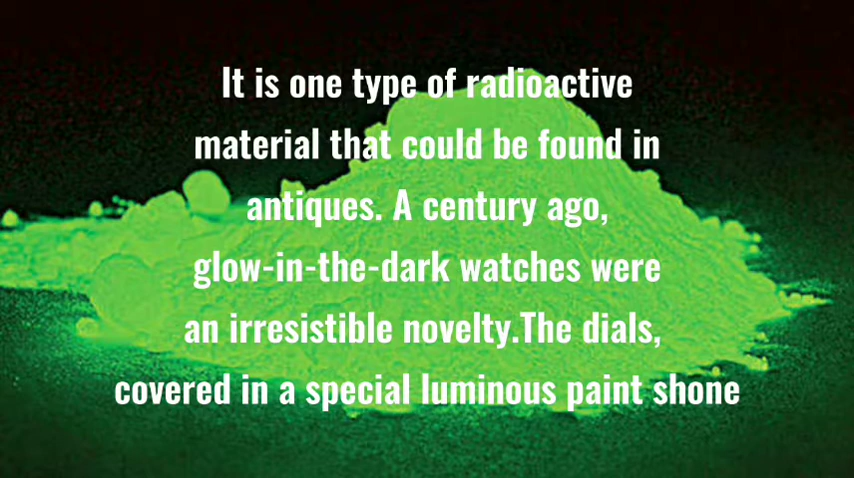 It is one type of radioactive
material that could be found in
antiques. A century ago,
glow-in-the-dark watches were
an irresistible novelty.The dials,
covered in a special luminous paint shone